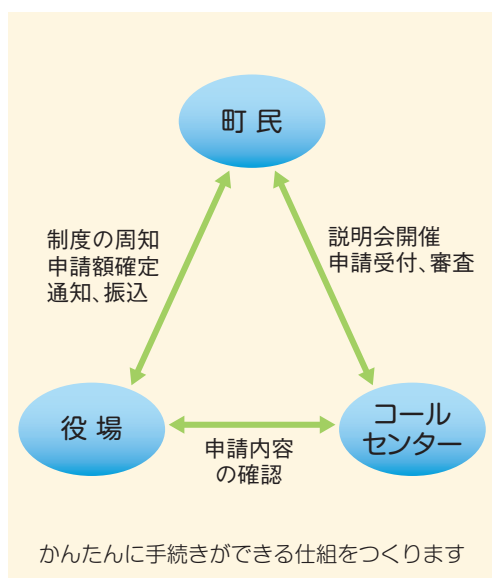 町民
制度の周知
申請額確定
通知、振込
説明会開催
申請受付、審査
役場
コール
センター
申請内容
の確認
かんたんに手続きができる仕組をつくります